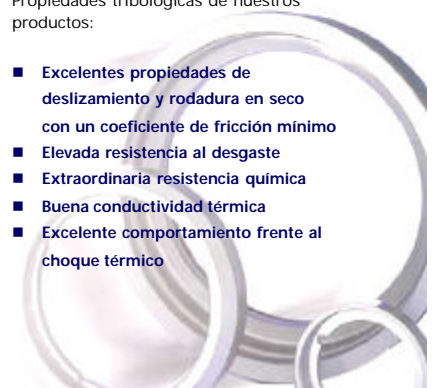 Propiedades tribológicas de nuestros
productos:
■ Excelentes propiedades de
deslizamiento y rodadura en seco
con un coeficiente de fricción mínimo
■ Elevada resistencia al desgaste
■ Extraordinaria resistencia química
■ Buena conductividad térmica
■ Excelente comportamiento frente al
choque térmico